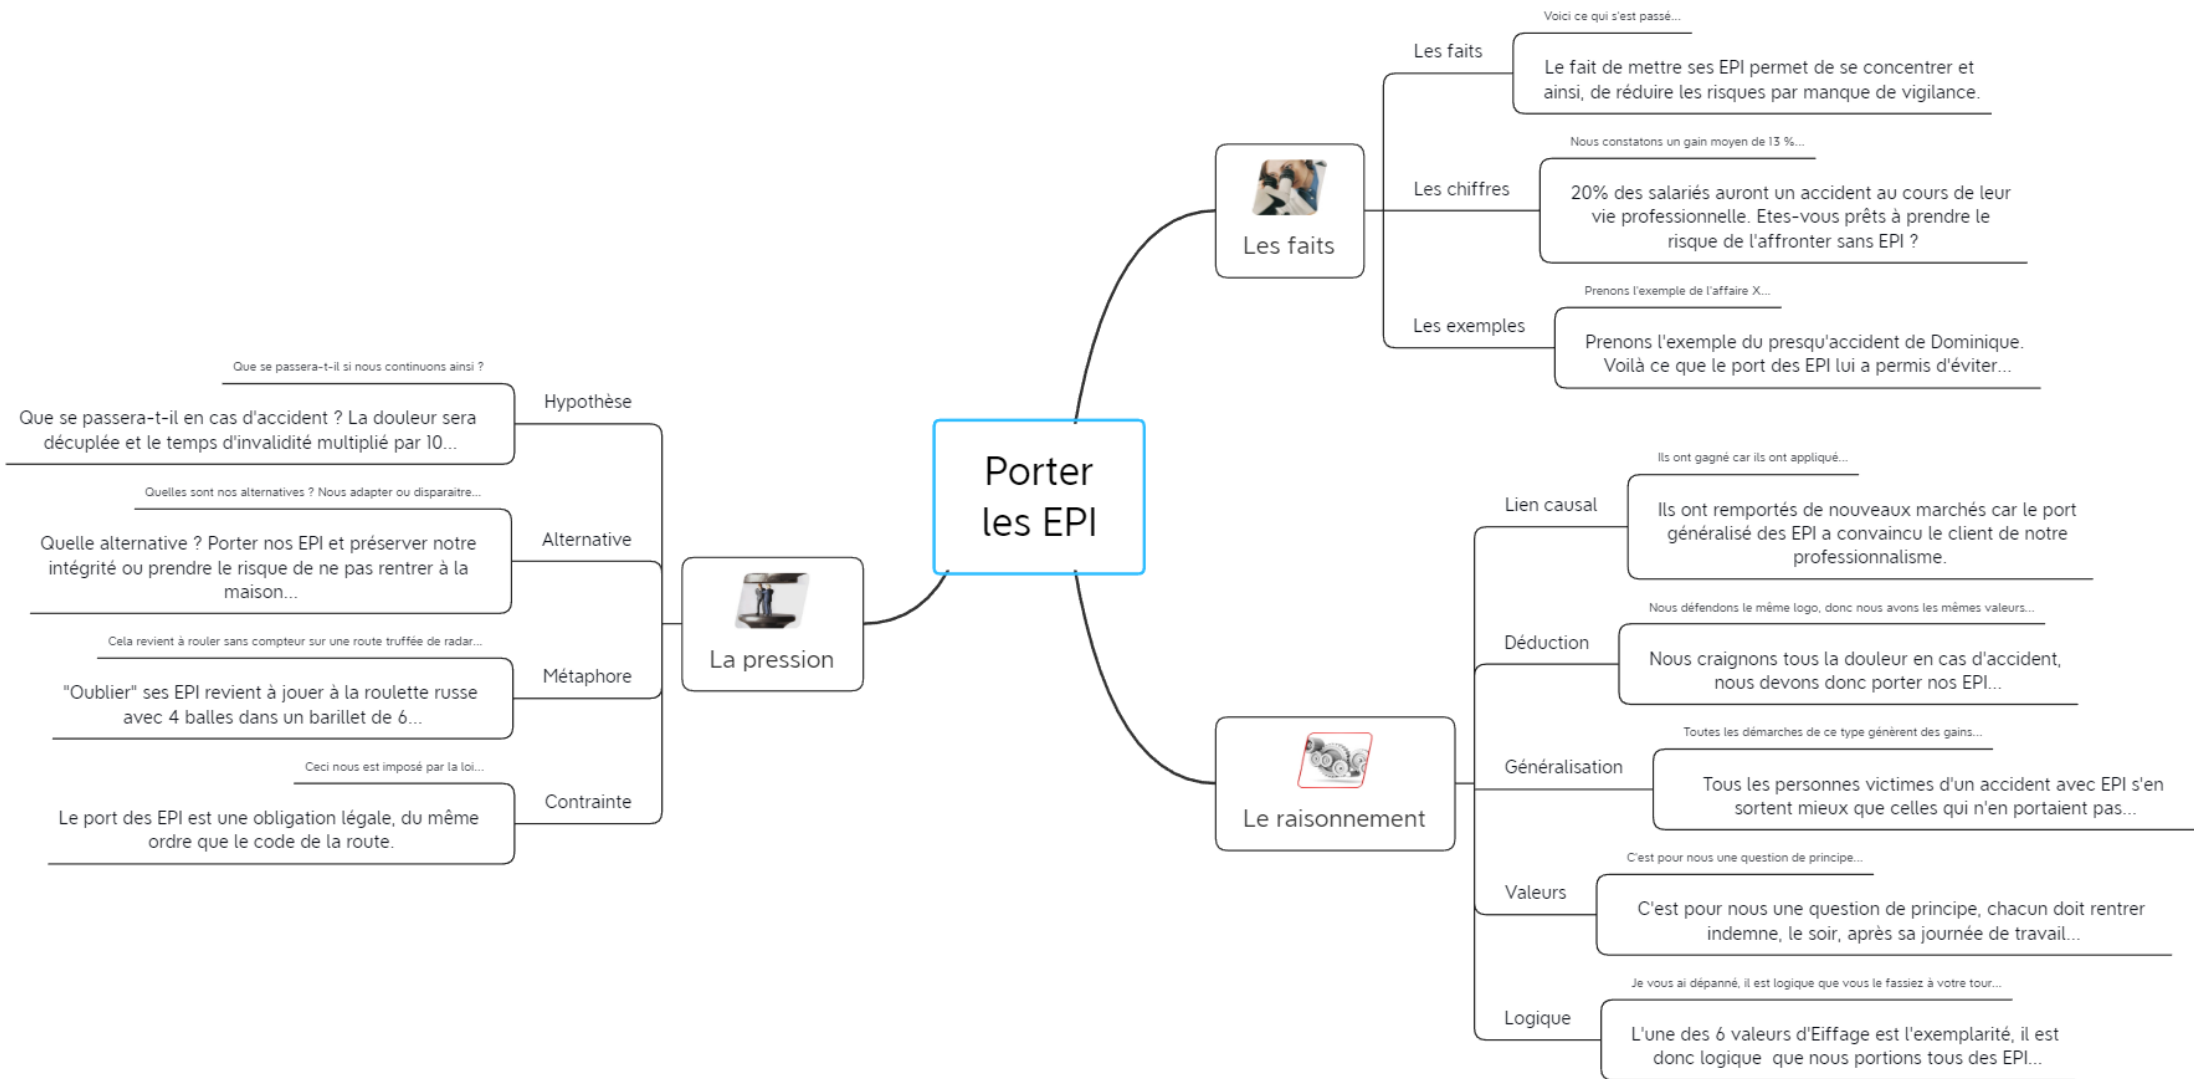 Porter
les EPI
Les faits
Les faits
Voici ce qui s'est passé...
Le fait de mettre ses EPI permet de se concentrer et
ainsi, de réduire les risques par manque de vigilance.
Les chiffres
Nous constatons un gain moyen de 13 %...
20% des salariés auront un accident au cours de leur
vie professionnelle. Etes-vous prêts à prendre le
risque de l'affronter sans EPI ?
Les exemples
Prenons l'exemple de l'affaire X...
Prenons l'exemple du presqu'accident de Dominique.
Voilà ce que le port des EPI lui a permis d'éviter...
Le raisonnement
Lien causal
Ils ont gagné car ils ont appliqué...
Ils ont remportés de nouveaux marchés car le port
généralisé des EPI a convaincu le client de notre
professionnalisme.
Déduction
Nous défendons le même logo, donc nous avons les mêmes valeurs...
Nous craignons tous la douleur en cas d'accident,
nous devons donc porter nos EPI...
Généralisation
Toutes les démarches de ce type génèrent des gains...
Tous les personnes victimes d'un accident avec EPI s'en
sortent mieux que celles qui n'en portaient pas...
Valeurs
C'est pour nous une question de principe...
C'est pour nous une question de principe, chacun doit rentrer
indemne, le soir, après sa journée de travail...
Logique
Je vous ai dépanné, il est logique que vous le fassiez à votre tour...
L'une des 6 valeurs d'Eiffage est l'exemplarité, il est
donc logique  que nous portions tous des EPI...
La pression
Hypothèse
Que se passera-t-il si nous continuons ainsi ?
Que se passera-t-il en cas d'accident ? La douleur sera
décuplée et le temps d'invalidité multiplié par 10...
Alternative
Quelles sont nos alternatives ? Nous adapter ou disparaitre...
Quelle alternative ? Porter nos EPI et préserver notre
intégrité ou prendre le risque de ne pas rentrer à la
maison...
Métaphore
Cela revient à rouler sans compteur sur une route truffée de radar...
"Oublier" ses EPI revient à jouer à la roulette russe
avec 4 balles dans un barillet de 6...
Contrainte
Ceci nous est imposé par la loi...
Le port des EPI est une obligation légale, du même
ordre que le code de la route.